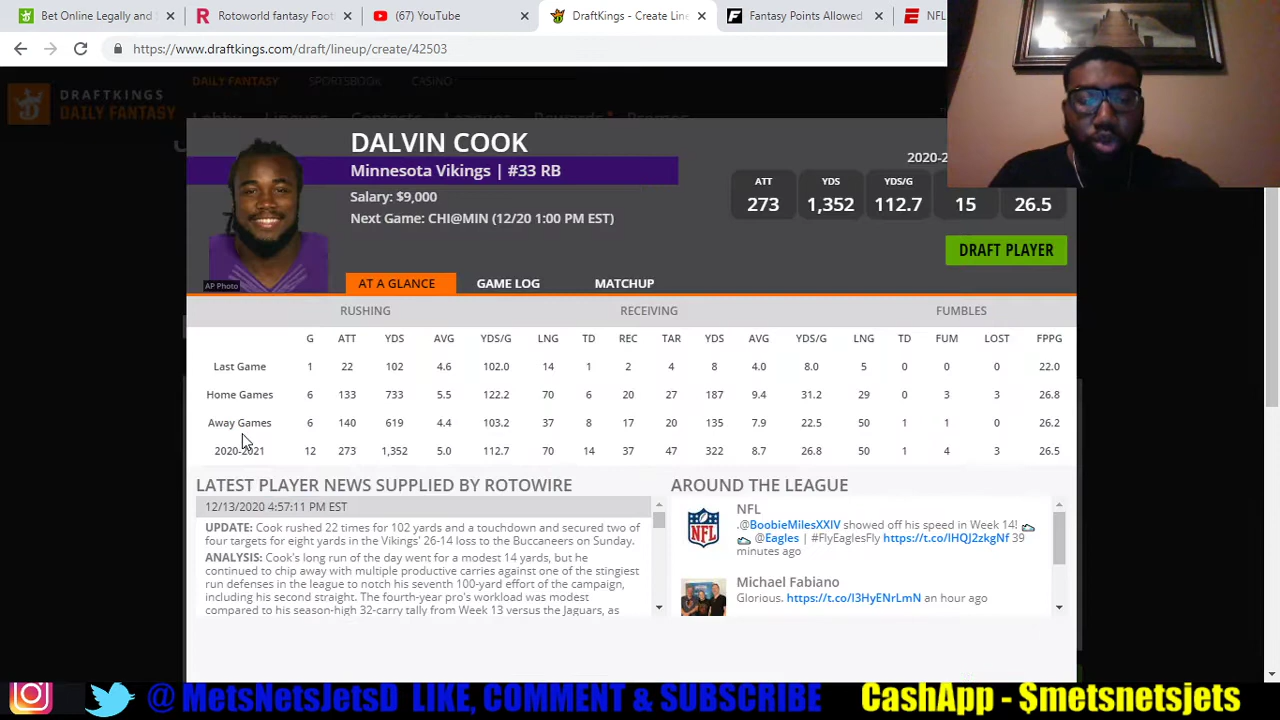 Bet Online Legally and
Rotoworld fantasy Foot
(67) YouTube
DraftKings - Create Line
Fantasy Points Allowed
NFL
https://www.draftkings.com/draft/lineup/create/42503
DAILY FANTASY
SPORTSBOOK
CASINO
DRAFTKINGS
DAILY FANTASY
DALVIN COOK
Minnesota Vikings | #33 RB
2020-2
Salary: $9,000
Next Game: CHI@MIN (12/20 1:00 PM EST)
ATT YDS YDS/G
273 1,352 112.7 15 26.5
DRAFT PLAYER
AP Photo
AT A GLANCE GAME LOG MATCHUP
RUSHING RECEIVING FUMBLES
G ATT YDS AVG YDS/G LNG TD REC TAR YDS AVG YDS/G LNG TD FUM LOST FPPG
Last Game 1 22 102 4.6 102.0 14 1 2 4 8 4.0 8.0 5 0 0 0 22.0
Home Games 6 133 733 5.5 122.2 70 6 20 27 187 9.4 31.2 29 0 3 3 26.8
Away Games 6 140 619 4.4 103.2 37 8 17 20 135 7.9 22.5 50 1 1 0 26.2
2020-2021 12 273 1,352 5.0 112.7 70 14 37 47 322 8.7 26.8 50 1 4 3 26.5
LATEST PLAYER NEWS SUPPLIED BY ROTOWIRE
12/13/2020 4:57:11 PM EST
UPDATE: Cook rushed 22 times for 102 yards and a touchdown and secured two of
four targets for eight yards in the Vikings' 26-14 loss to the Buccaneers on Sunday.
ANALYSIS: Cook's long run of the day went for a modest 14 yards, but he
continued to chip away with multiple productive carries against one of the stingiest
run defenses in the league to notch his seventh 100-yard effort of the campaign,
including his second straight. The fourth-year pro's workload was modest
compared to his season-high 32-carry tally from Week 13 versus the Jaguars, as
AROUND THE LEAGUE
NFL
.@BoobieMilesXXIV showed off his speed in Week 14!
@Eagles | #FlyEaglesFly https://t.co/IHQJ2zkgNf 39
minutes ago
Michael Fabiano
Glorious. https://t.co/I3HyENrLmN an hour ago
@ MetsNetsJetsD LIKE, COMMENT & SUBSCRIBE CashApp - $metsnetsjets